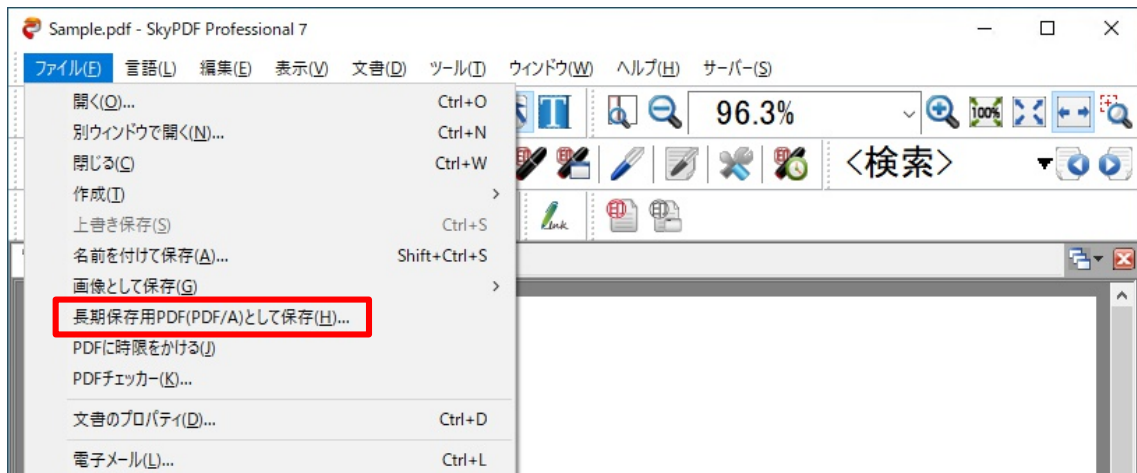 Sample.pdf - SkyPDF Professional 7
ファイル(F) 言語(L) 編集(E) 表示(V) 文書(D) ツール(T) ウィンドウ(W) ヘルプ(H) サーバー(S)
開く(O)... Ctrl+O
96.3%
100%
別ウィンドウで開く(N)... Ctrl+N
閉じる(C) Ctrl+W
<検索>
作成(T)
上書き保存(S) Ctrl+S
Link
名前を付けて保存(A)... Shift+Ctrl+S
画像として保存(G)
長期保存用PDF(PDF/A)として保存(H)...
PDFに時限をかける(J)
PDFチェッカー(K)...
文書のプロパティ(D)... Ctrl+D
電子メール(L)... Ctrl+L